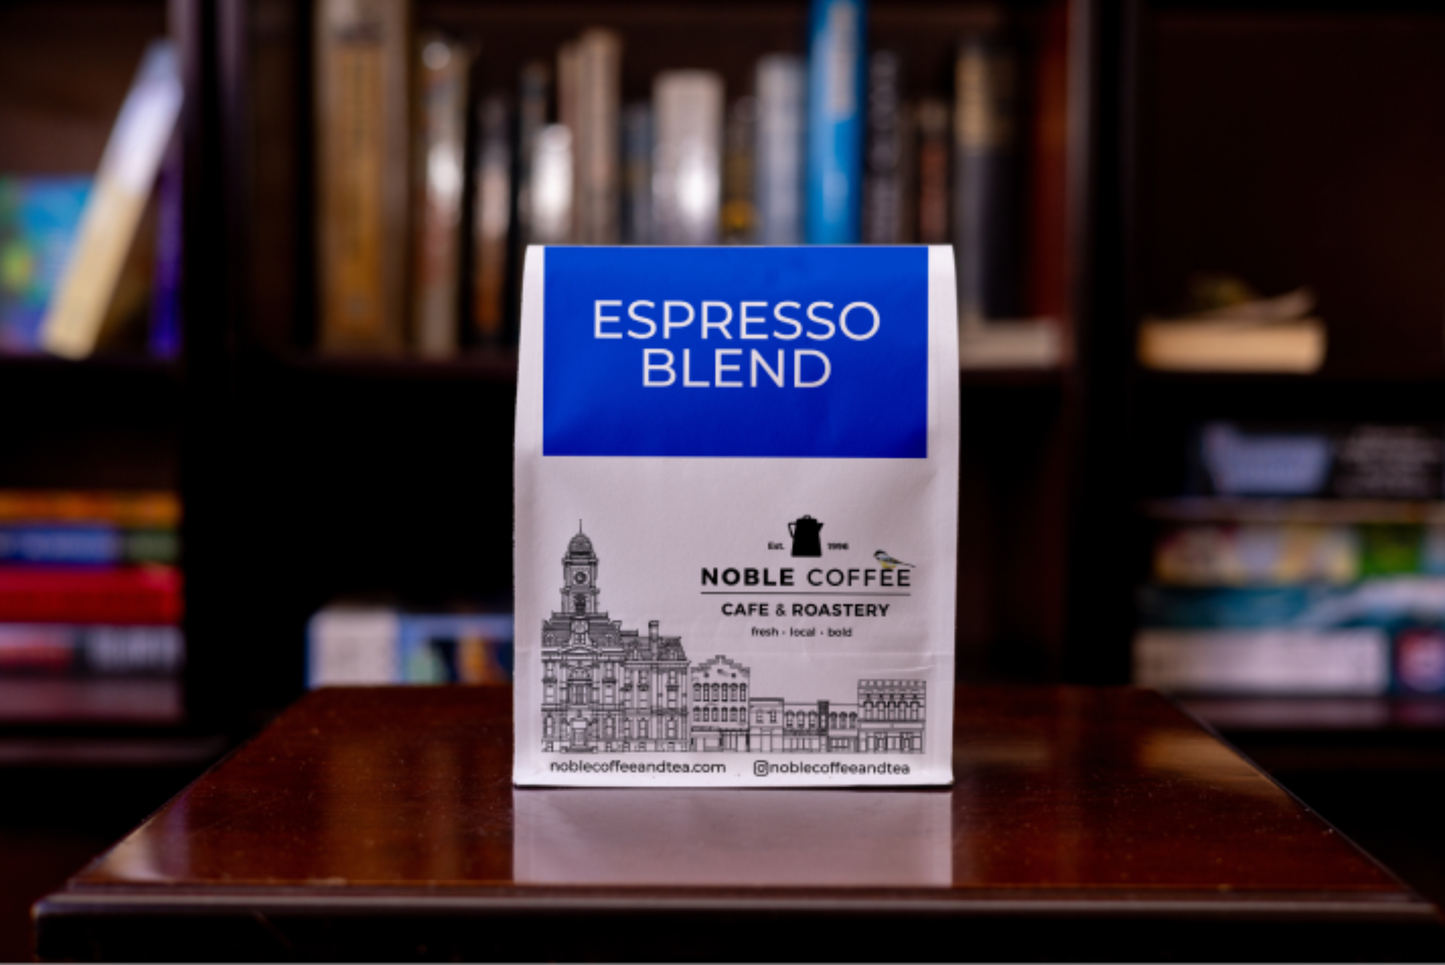 ESPRESSO
BLEND
Est. 1996
NOBLE COFFEE
CAFE & ROASTERY
fresh · local · bold
noblecoffeeandtea.com @noblecoffeeandtea